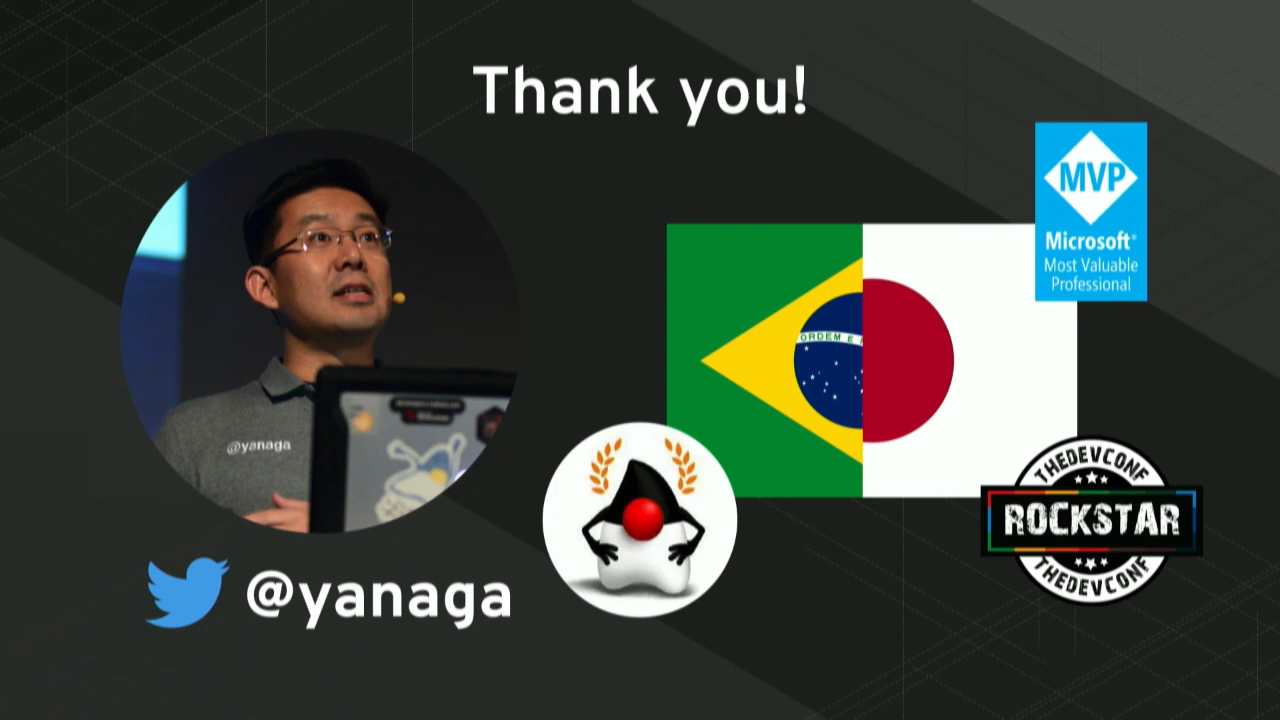 Thank you!
MVP
Microsoft®
Most Valuable
Professional
ORDEM E
@yanaga
THEDEVCONF
ROCKSTAR
THEDEVCONF
@yanaga